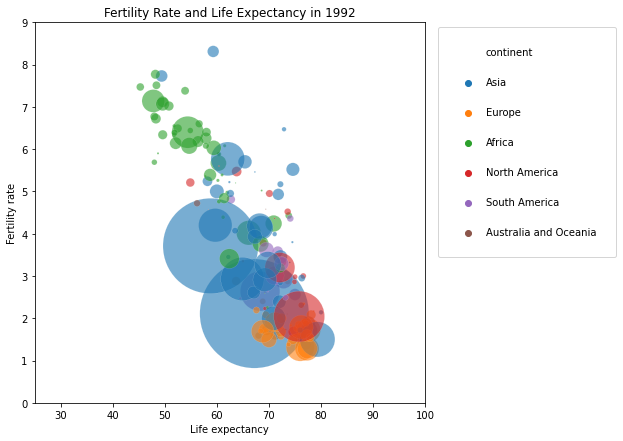 Fertility Rate and Life Expectancy in 1992
9
8
7
6
5
4
3
2
1
0
Fertility rate
30 40 50 60 70 80 90 100
Life expectancy
continent
Asia
Europe
Africa
North America
South America
Australia and Oceania